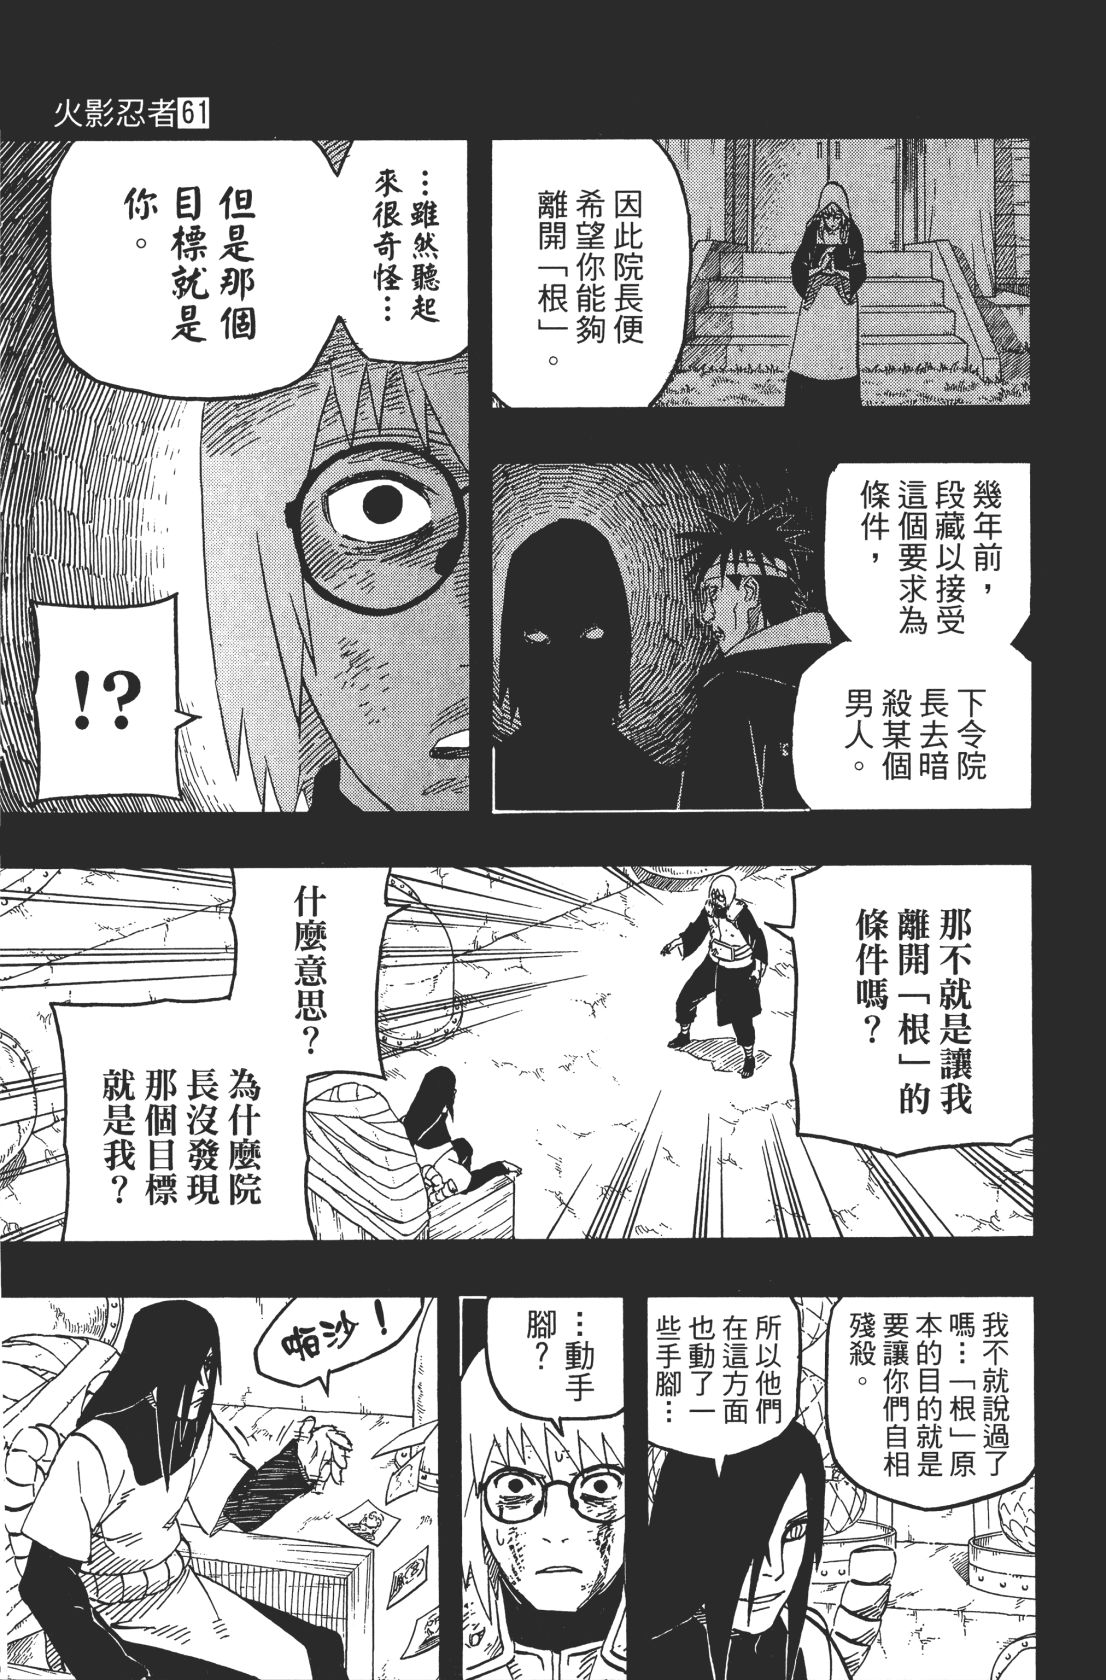 火影忍者61
因此院長便
希望你能夠
離開「根」。
幾年前，
段藏以接受
這個要求為
條件，
下令院
長去暗
殺某個
男人。
…雖然聽起
來很奇怪…
但是那個
目標就是
你。
!?
那不就是讓我
離開「根」的
條件嗎？
什麼意思？
為什麼院
長沒發現
那個目標
就是我？
我不就說過了
嗎…「根」原
本的目的就是
要讓你們自相
殘殺。
所以他們
在這方面
也動了一
些手腳…
…動手
腳？
啪沙！